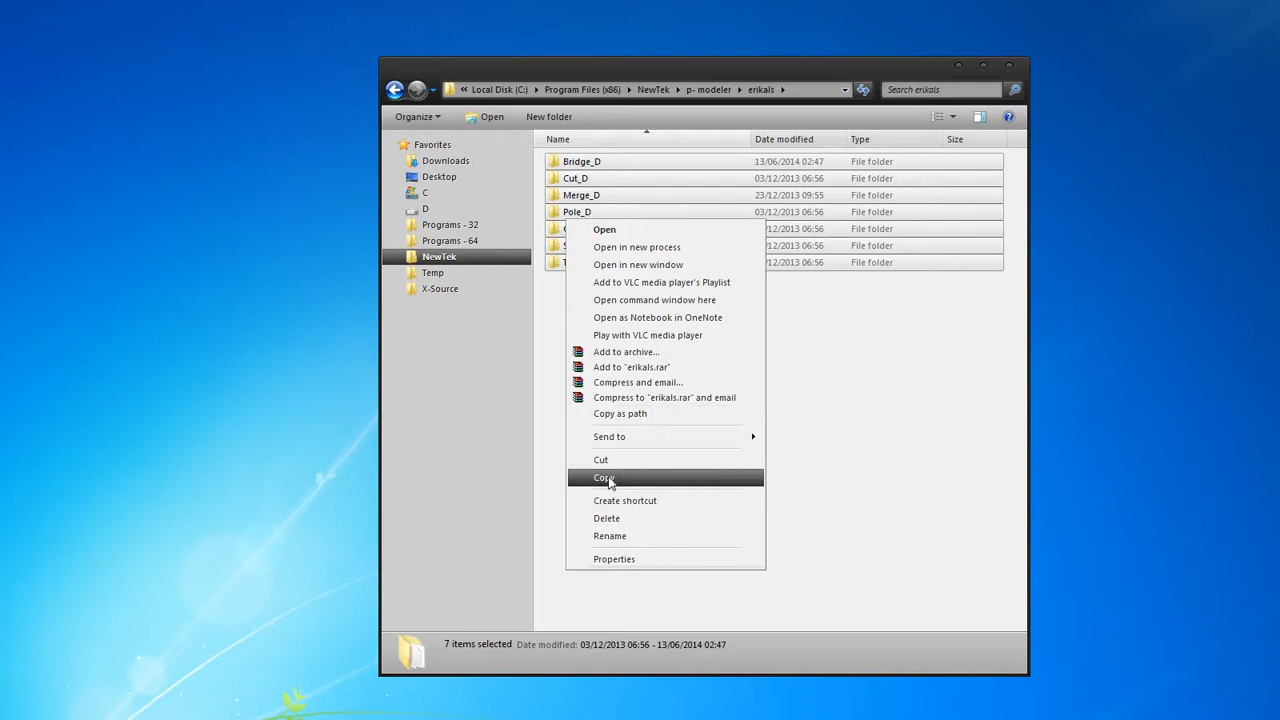 Local Disk (C:) Program Files (x86) NewTek p- modeler erikals Search erikals
Organize Open New folder
Favorites
Downloads
Desktop
C
D
Programs - 32
Programs - 64
NewTek
Temp
X-Source
Name Date modified Type Size
Bridge_D 13/06/2014 02:47 File folder
Cut_D 03/12/2013 06:56 File folder
Merge_D 23/12/2013 09:55 File folder
Pole_D 03/12/2013 06:56 File folder
/12/2013 06:56 File folder
/12/2013 06:56 File folder
/12/2013 06:56 File folder
Open
Open in new process
Open in new window
Add to VLC media player's Playlist
Open command window here
Open as Notebook in OneNote
Play with VLC media player
Add to archive...
Add to "erikals.rar"
Compress and email...
Compress to "erikals.rar" and email
Copy as path
Send to
Cut
Copy
Create shortcut
Delete
Rename
Properties
7 items selected Date modified: 03/12/2013 06:56 - 13/06/2014 02:47